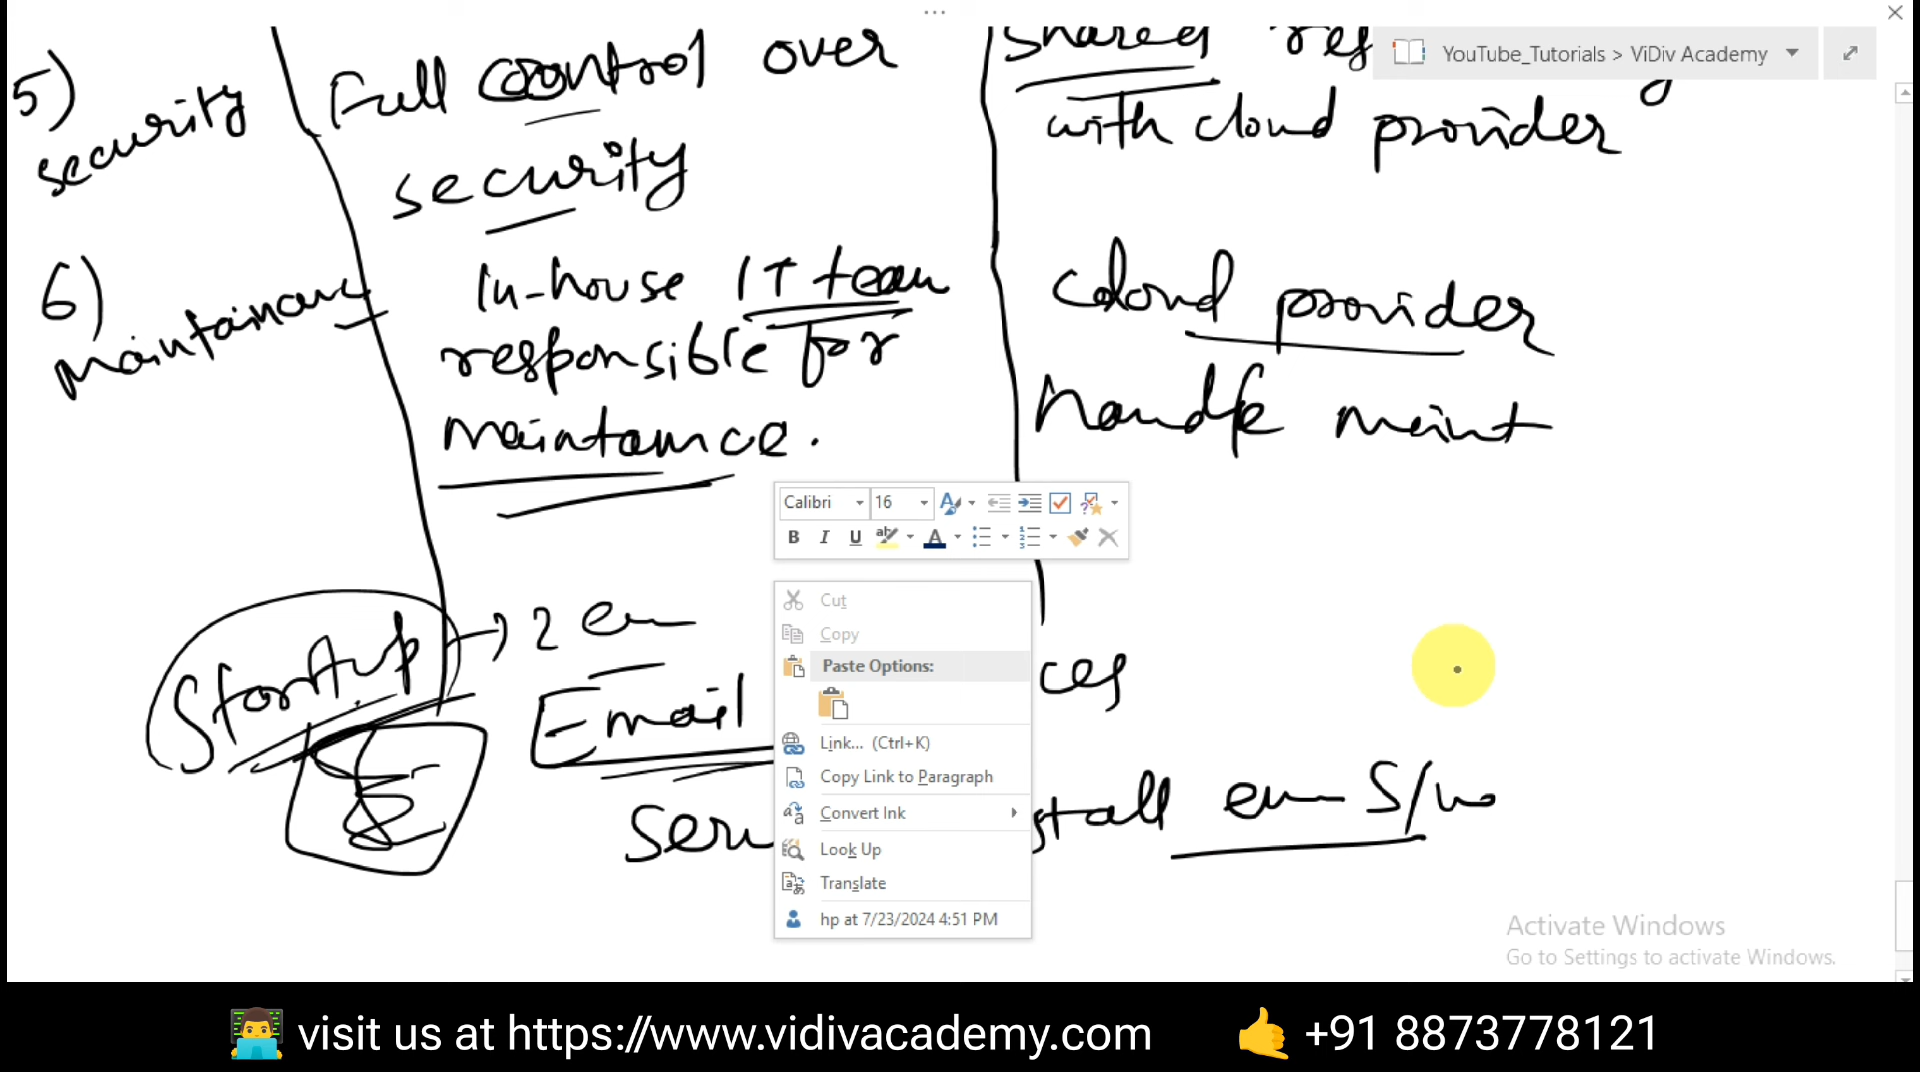 YouTube_Tutorials > ViDiv Academy
5) security
Full control over security
shared
with cloud provider
6)
In-house IT team
responsible for
cloud provider
handle maint
Calibri 16
B I U
Startup → 2 em
Email
ces
stall em S/w
Cut
Copy
Paste Options:
Link... (Ctrl+K)
Copy Link to Paragraph
Convert Ink
Look Up
Translate
hp at 7/23/2024 4:51 PM
Activate Windows
Go to Settings to activate Windows.
visit us at https://www.vidivacademy.com
+91 8873778121